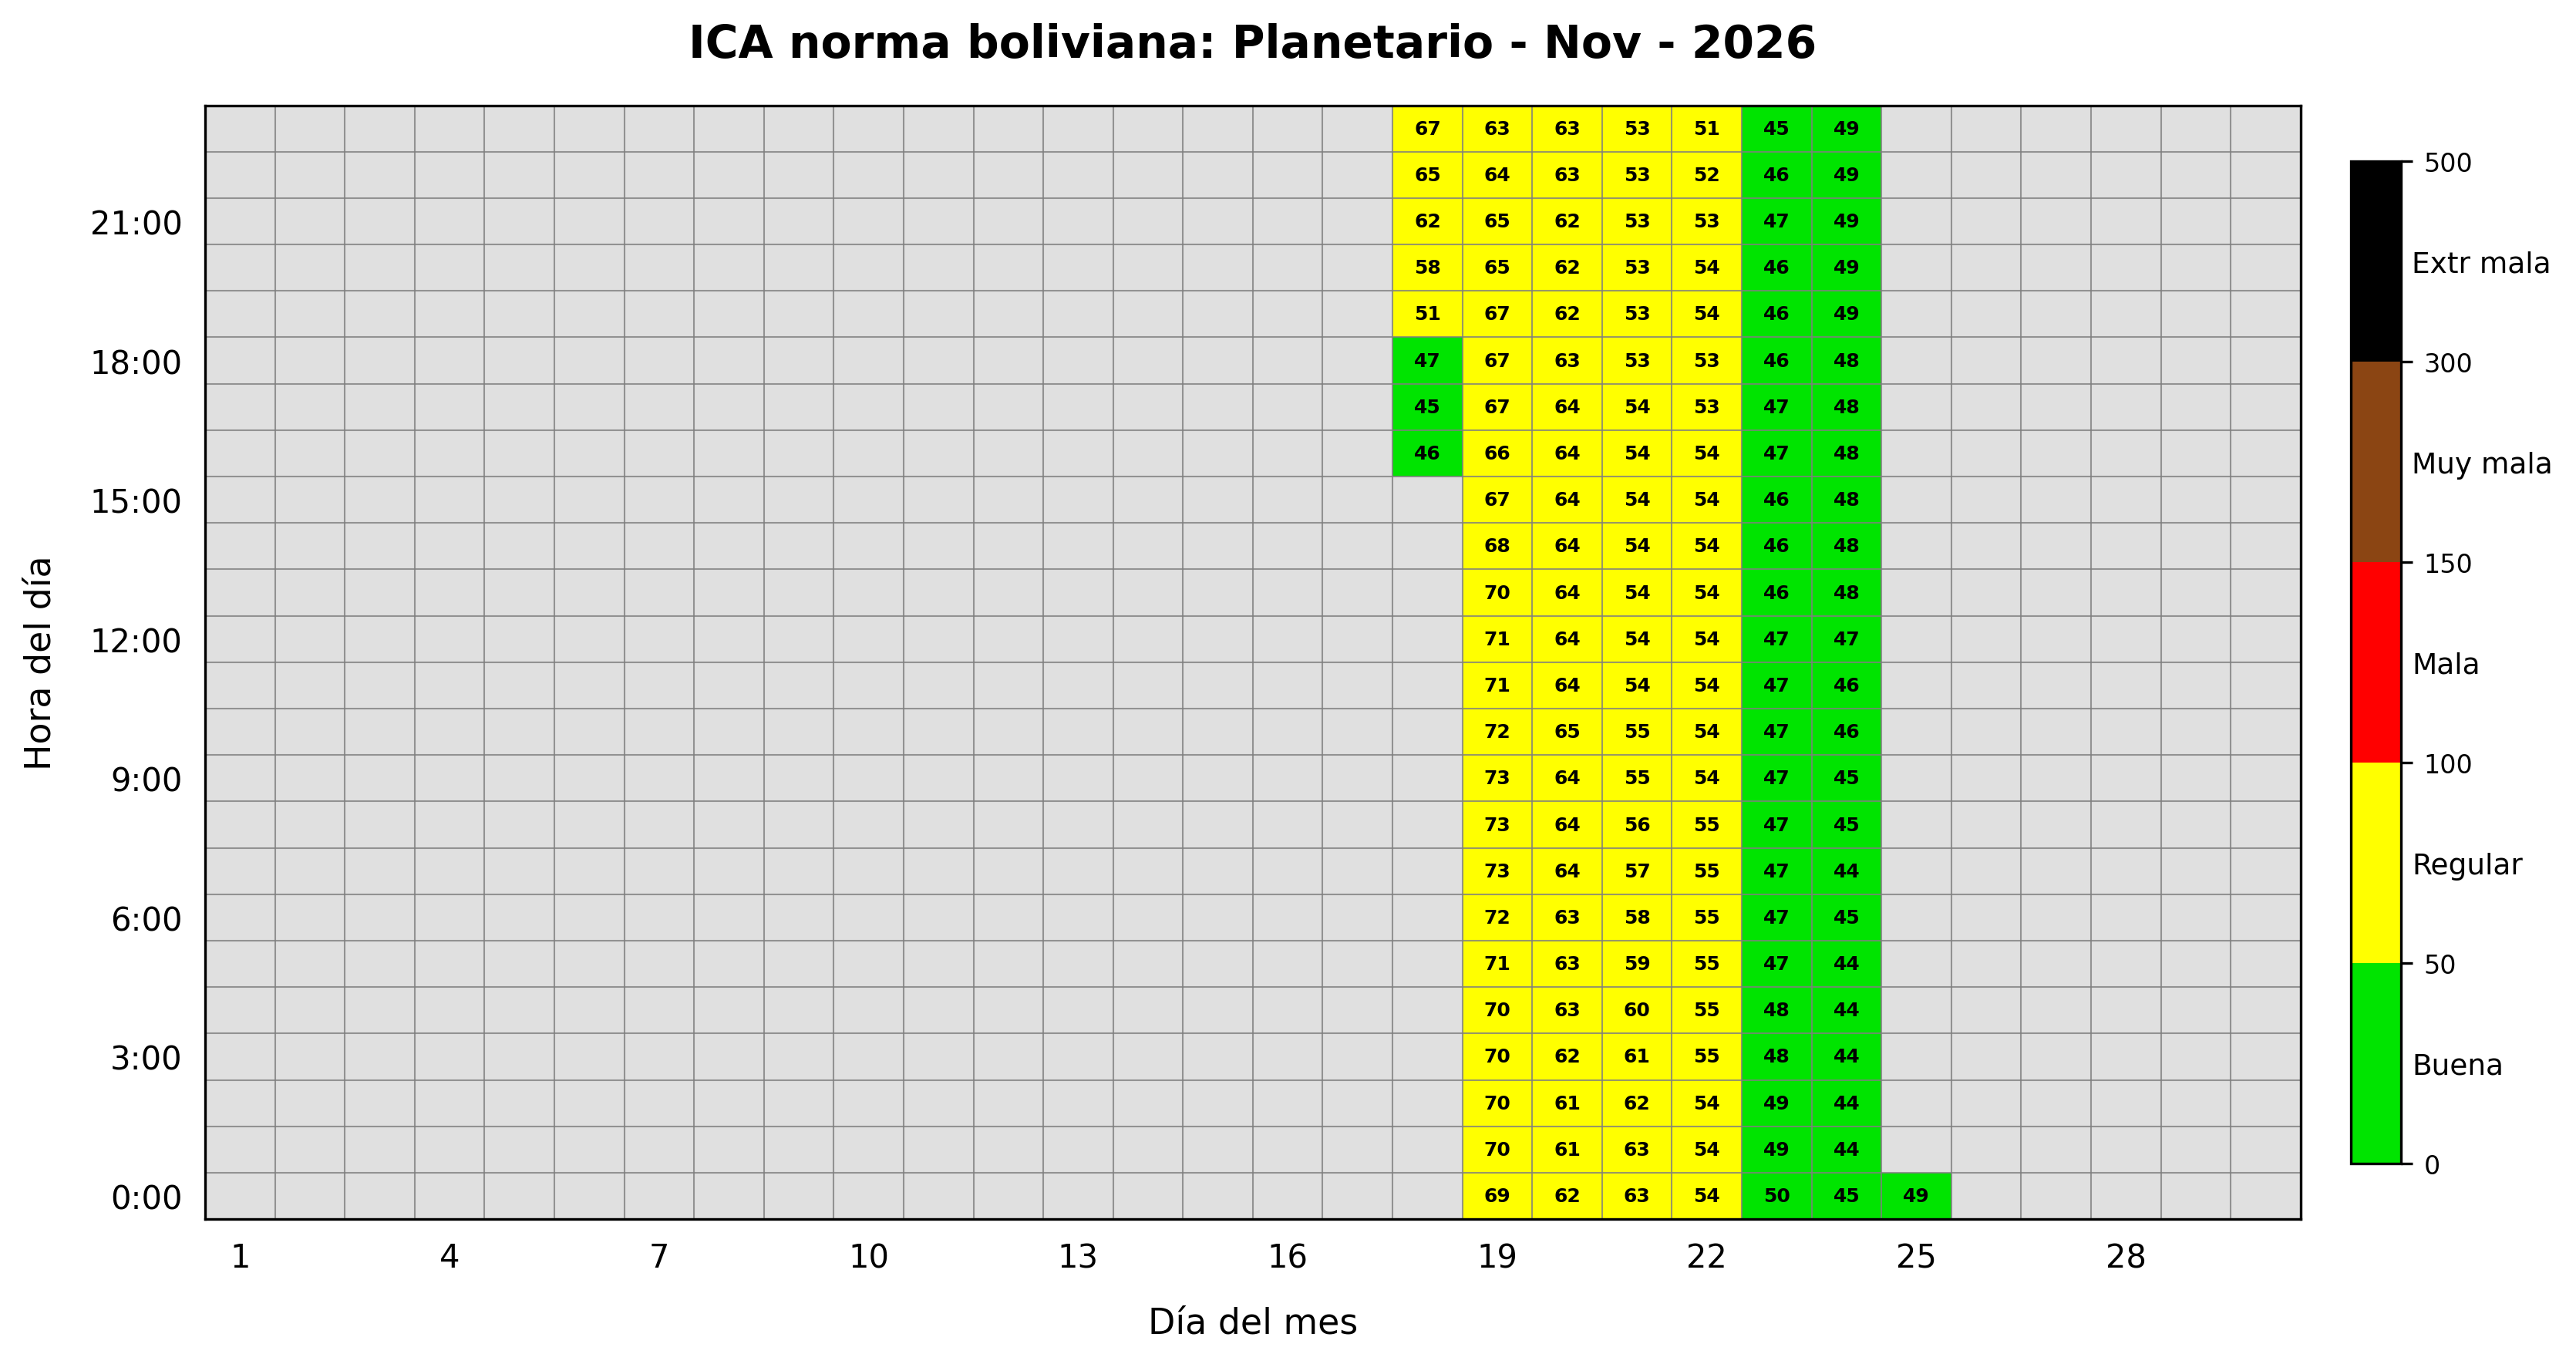 ICA norma boliviana: Planetario - Nov - 2026
67 63 63 53 51 45 49
65 64 63 53 52 46 49
21:00 62 65 62 53 53 47 49
58 65 62 53 54 46 49
51 67 62 53 54 46 49
18:00 47 67 63 53 53 46 48
45 67 64 54 53 47 48
46 66 64 54 54 47 48
15:00 67 64 54 54 46 48
68 64 54 54 46 48
70 64 54 54 46 48
12:00 71 64 54 54 47 47
71 64 54 54 47 46
72 65 55 54 47 46
9:00 73 64 55 54 47 45
73 64 56 55 47 45
73 64 57 55 47 44
6:00 72 63 58 55 47 45
71 63 59 55 47 44
70 63 60 55 48 44
3:00 70 62 61 55 48 44
70 61 62 54 49 44
70 61 63 54 49 44
0:00 69 62 63 54 50 45 49
1 4 7 10 13 16 19 22 25 28
Día del mes
Hora del día
500
Extr mala
300
Muy mala
150
Mala
100
Regular
50
Buena
0